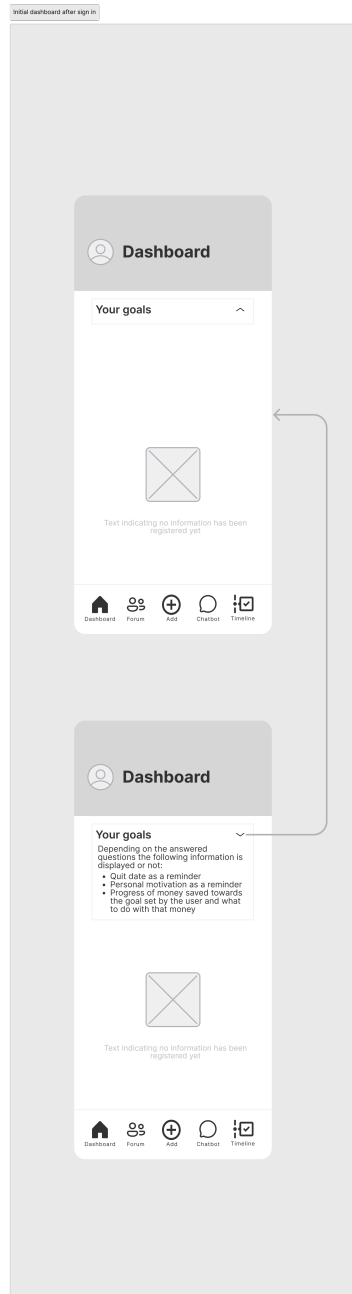 Initial dashboard after sign in
Dashboard
Your goals
Text indicating no information has been
registered yet
Dashboard
Forum
Add
Chatbot
Timeline
Dashboard
Your goals
Depending on the answered
questions the following information is
displayed or not:
• Quit date as a reminder
• Personal motivation as a reminder
• Progress of money saved towards
the goal set by the user and what
to do with that money
Text indicating no information has been
registered yet
Dashboard
Forum
Add
Chatbot
Timeline